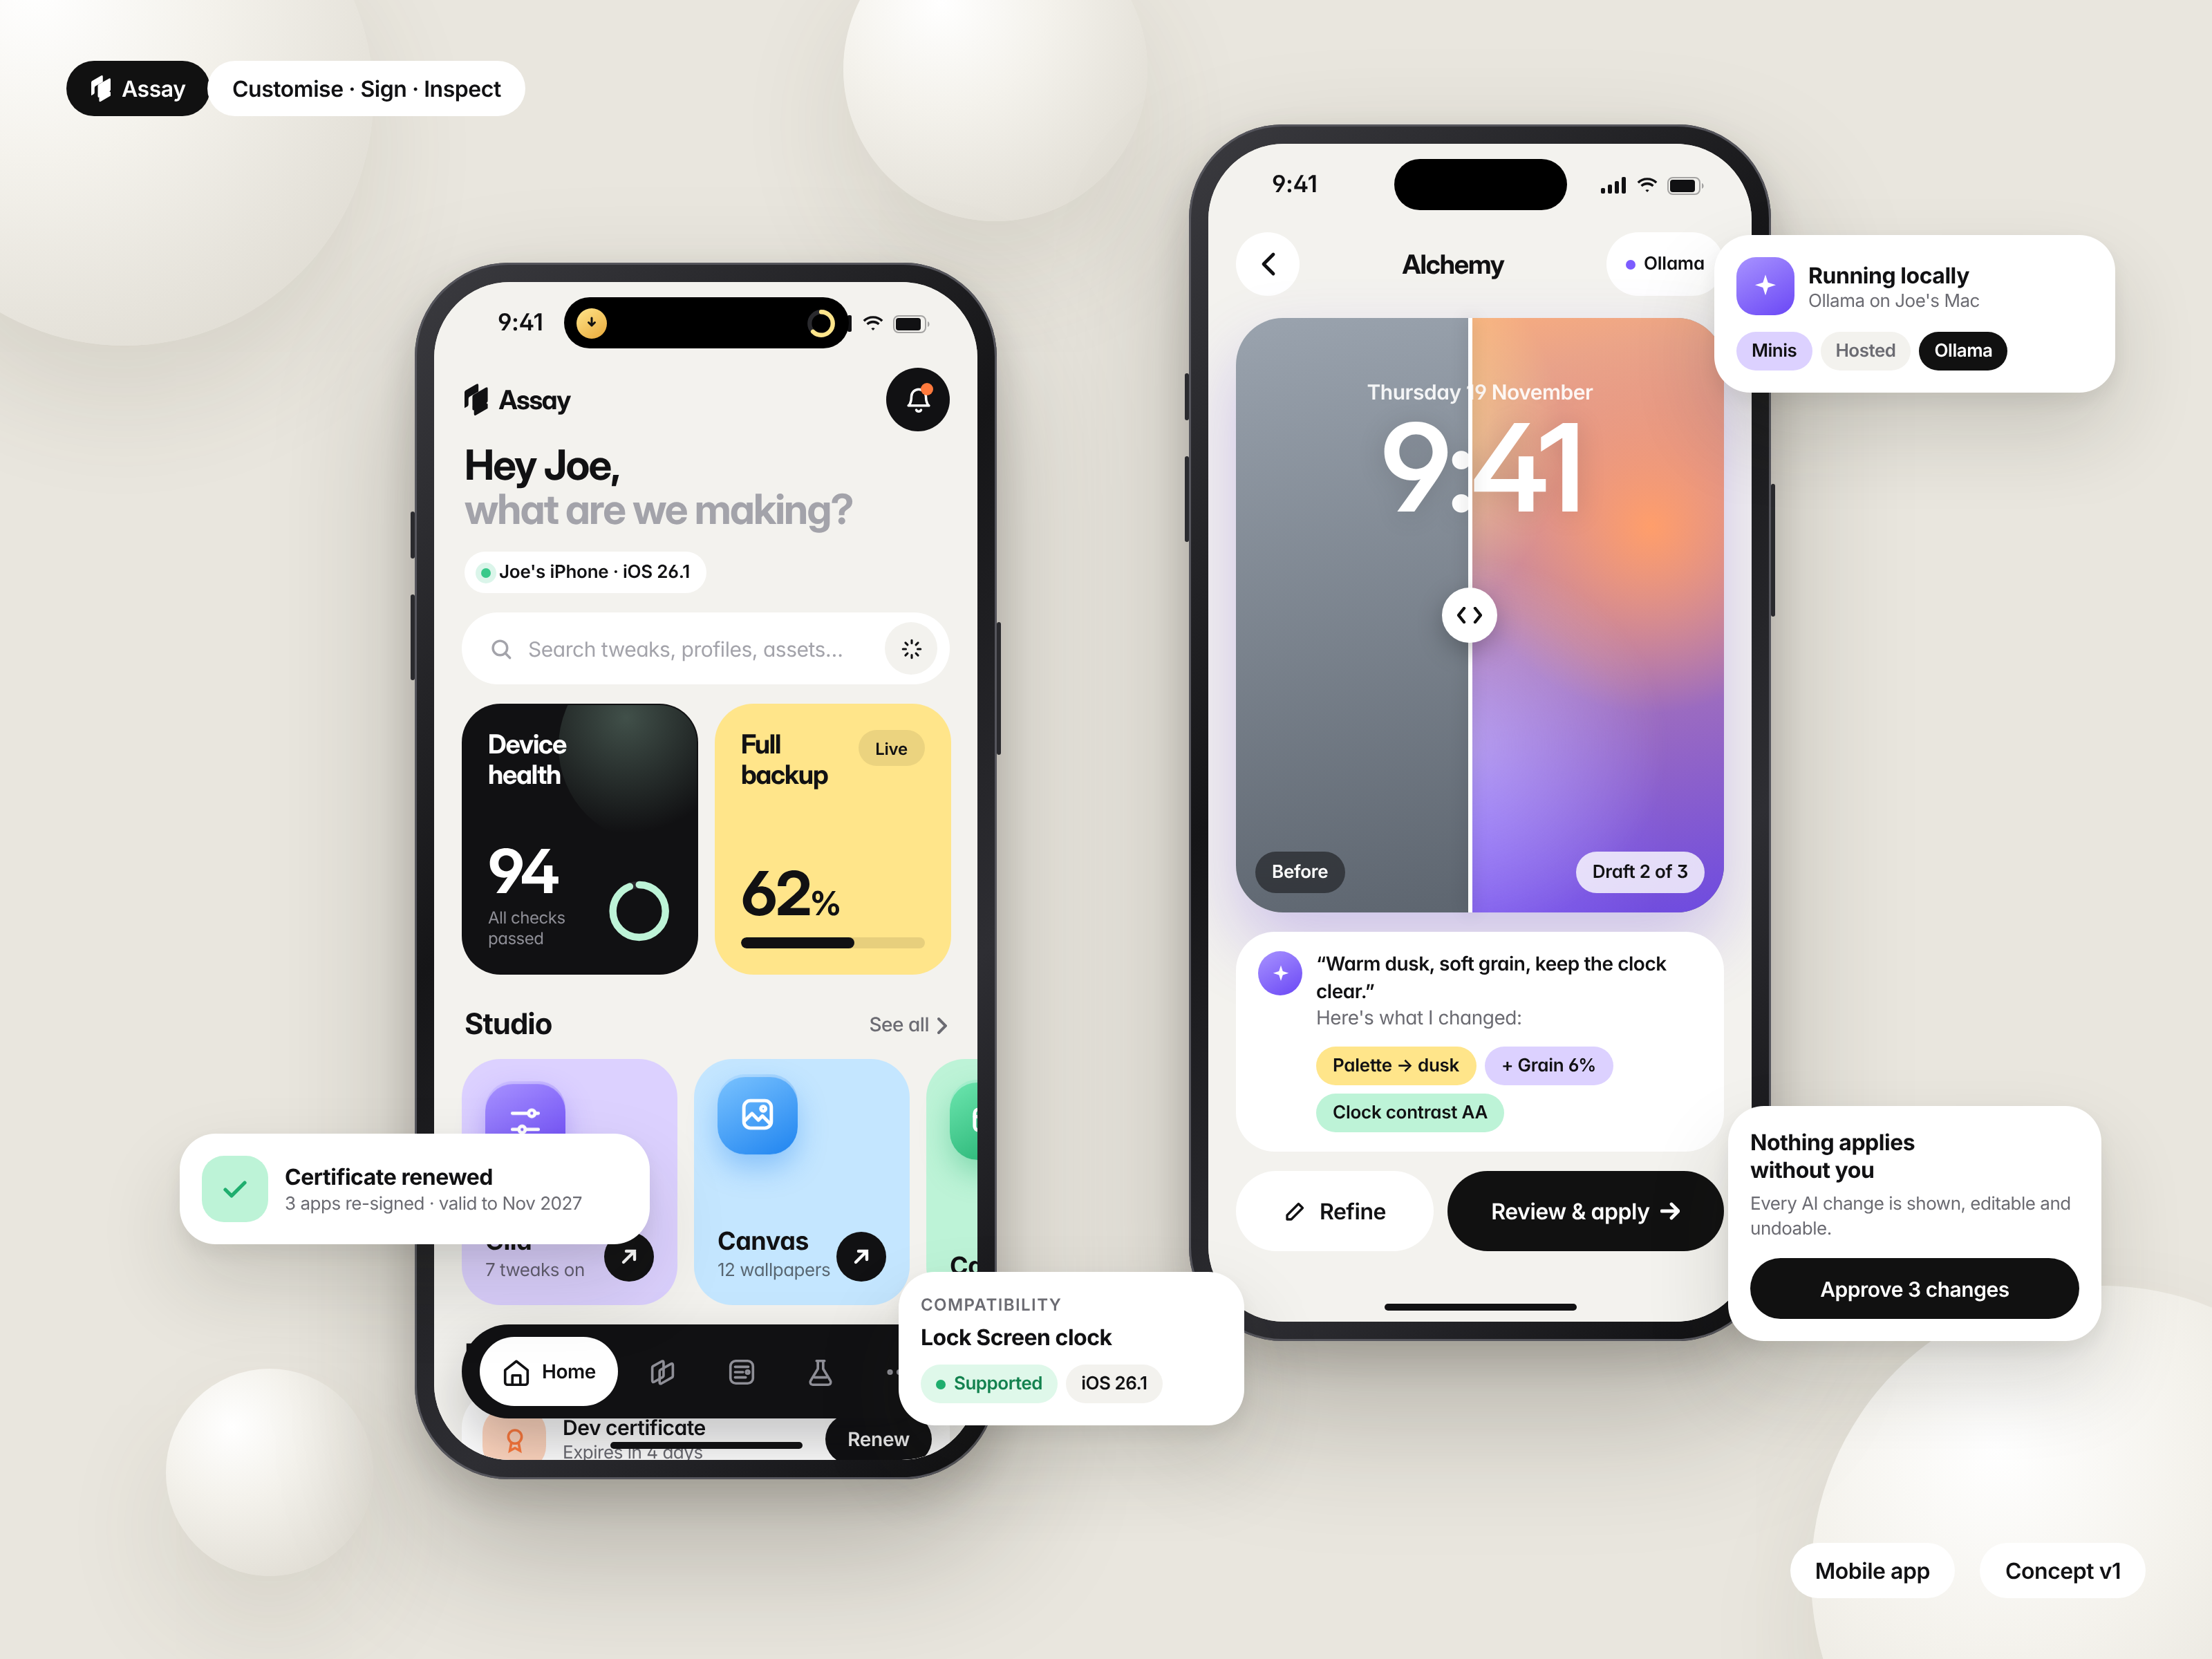 Assay
Customise · Sign · Inspect
9:41
Assay
Hey Joe,
what are we making?
Joe's iPhone · iOS 26.1
Search tweaks, profiles, assets...
Device
health
94
All checks
passed
Full
backup
Live
62%
Studio
See all
7 tweaks on
Canvas
12 wallpapers
Certificate renewed
3 apps re-signed · valid to Nov 2027
Home
Dev certificate
Expires in 4 days
Renew
COMPATIBILITY
Lock Screen clock
Supported
iOS 26.1
9:41
Alchemy
Ollama
Thursday 19 November
9:41
Before
Draft 2 of 3
“Warm dusk, soft grain, keep the clock
clear.”
Here's what I changed:
Palette → dusk
+ Grain 6%
Clock contrast AA
Refine
Review & apply →
Running locally
Ollama on Joe's Mac
Minis
Hosted
Ollama
Nothing applies
without you
Every AI change is shown, editable and
undoable.
Approve 3 changes
Mobile app
Concept v1